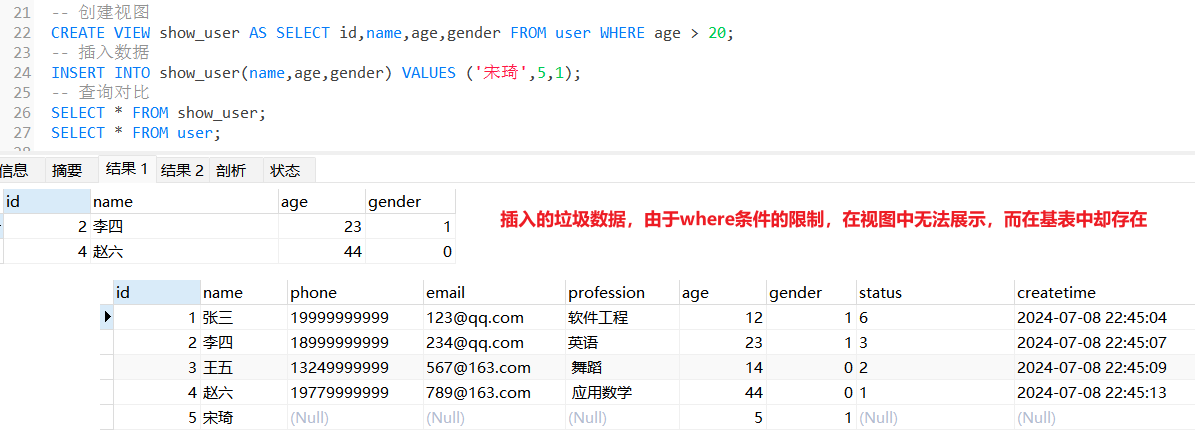 21 -- 创建视图
22 CREATE VIEW show_user AS SELECT id,name,age,gender FROM user WHERE age > 20;
23 -- 插入数据
24 INSERT INTO show_user(name,age,gender) VALUES ('宋琦',5,1);
25 -- 查询对比
26 SELECT * FROM show_user;
27 SELECT * FROM user;
信息 摘要 结果 1 结果 2 剖析 状态
id name age gender
2 李四 23 1
4 赵六 44 0
插入的垃圾数据，由于where条件的限制，在视图中无法展示，而在基表中却存在
id name phone email profession age gender status createtime
1 张三 19999999999 123@qq.com 软件工程 12 1 6 2024-07-08 22:45:04
2 李四 18999999999 234@qq.com 英语 23 1 3 2024-07-08 22:45:07
3 王五 13249999999 567@163.com 舞蹈 14 0 2 2024-07-08 22:45:09
4 赵六 19779999999 789@163.com 应用数学 44 0 1 2024-07-08 22:45:13
5 宋琦 (Null) (Null) (Null) 5 1 (Null) (Null)